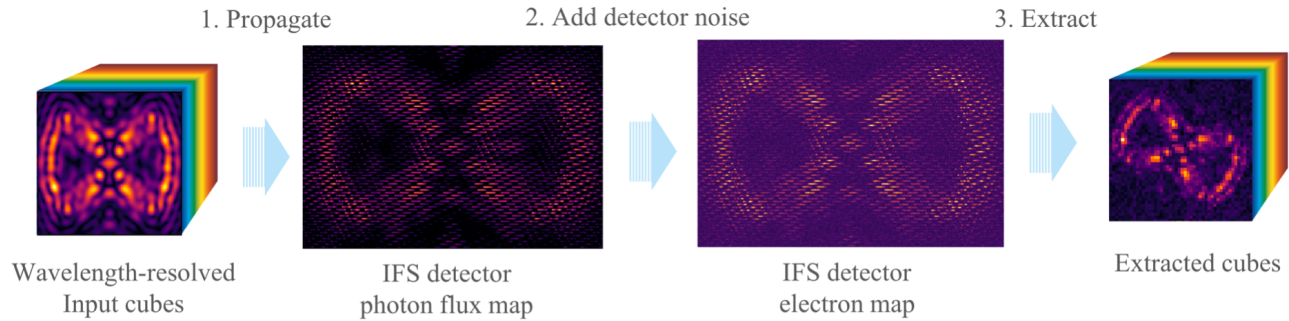 1. Propagate
2. Add detector noise
3. Extract
Wavelength-resolved
Input cubes
IFS detector
photon flux map
IFS detector
electron map
Extracted cubes